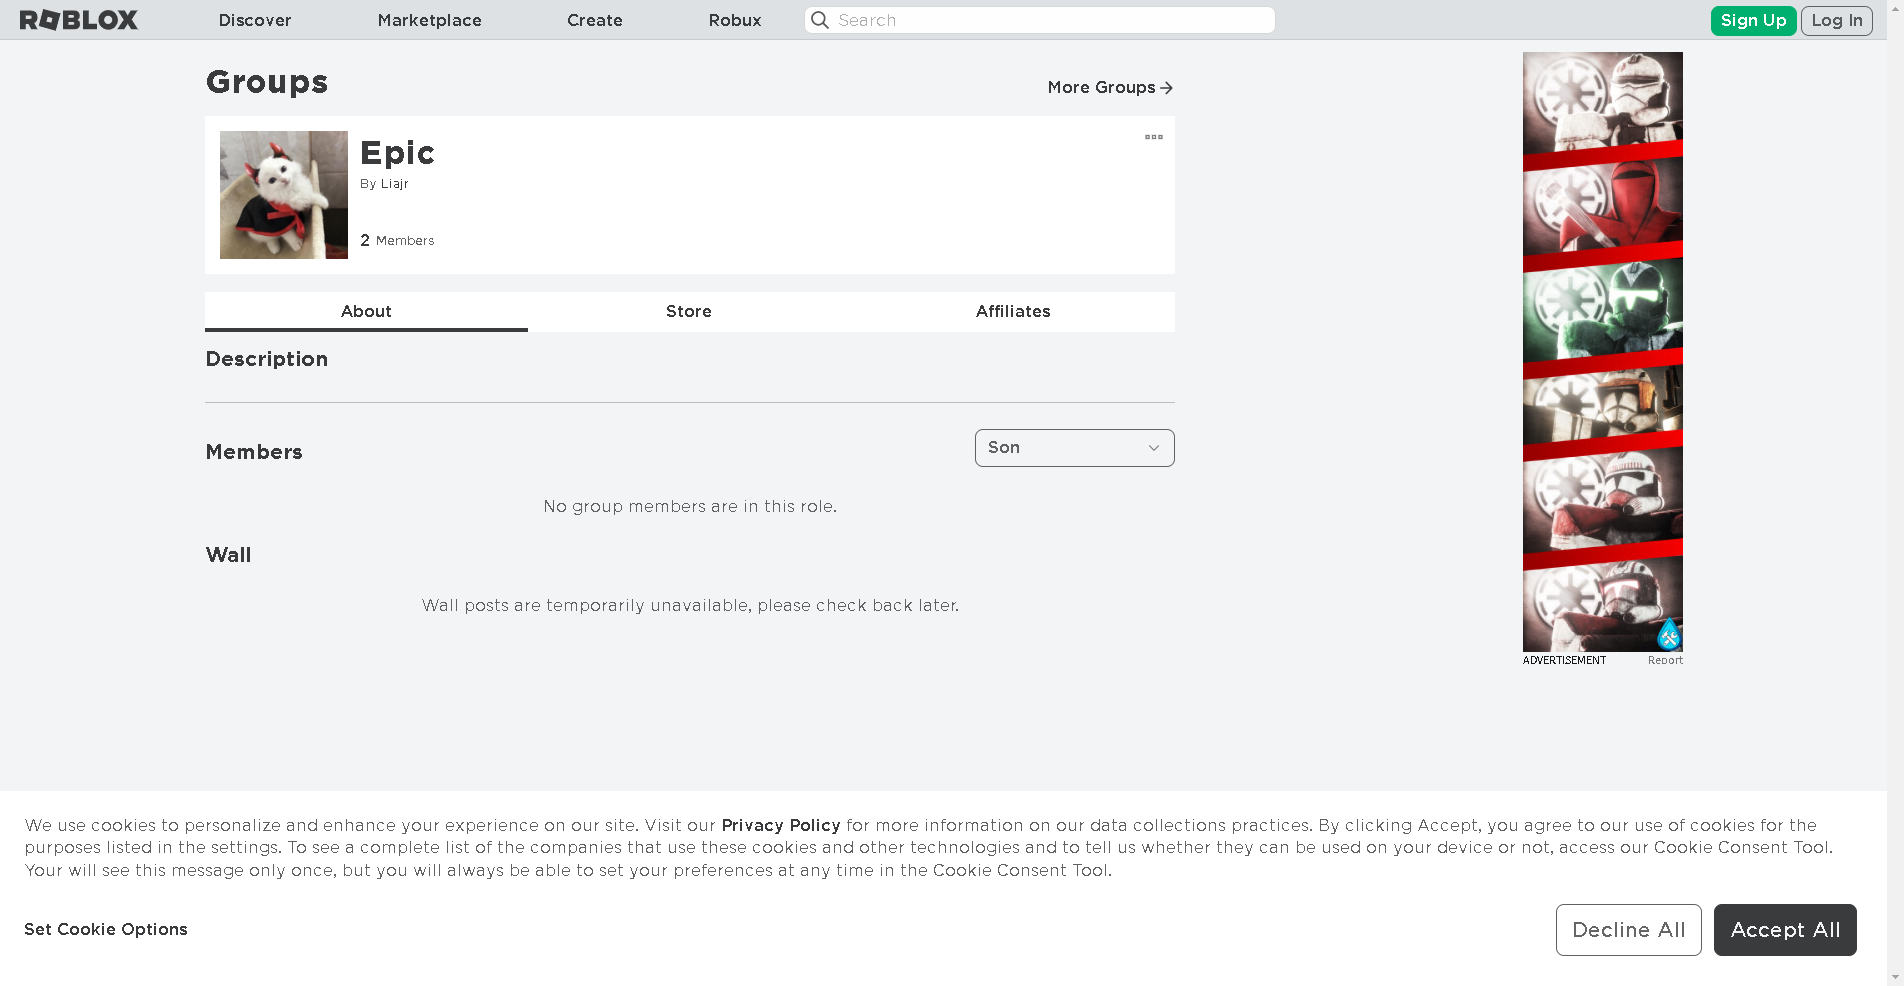 ROBLOX
Discover
Marketplace
Create
Robux
Search
Sign Up
Log In
Groups
More Groups
Epic
By Liajr
2 Members
About
Store
Affiliates
Description
Members
Son
No group members are in this role.
Wall
Wall posts are temporarily unavailable, please check back later.
ADVERTISEMENT
Report
We use cookies to personalize and enhance your experience on our site. Visit our Privacy Policy for more information on our data collections practices. By clicking Accept, you agree to our use of cookies for the
purposes listed in the settings. To see a complete list of the companies that use these cookies and other technologies and to tell us whether they can be used on your device or not, access our Cookie Consent Tool.
Your will see this message only once, but you will always be able to set your preferences at any time in the Cookie Consent Tool.
Set Cookie Options
Decline All
Accept All